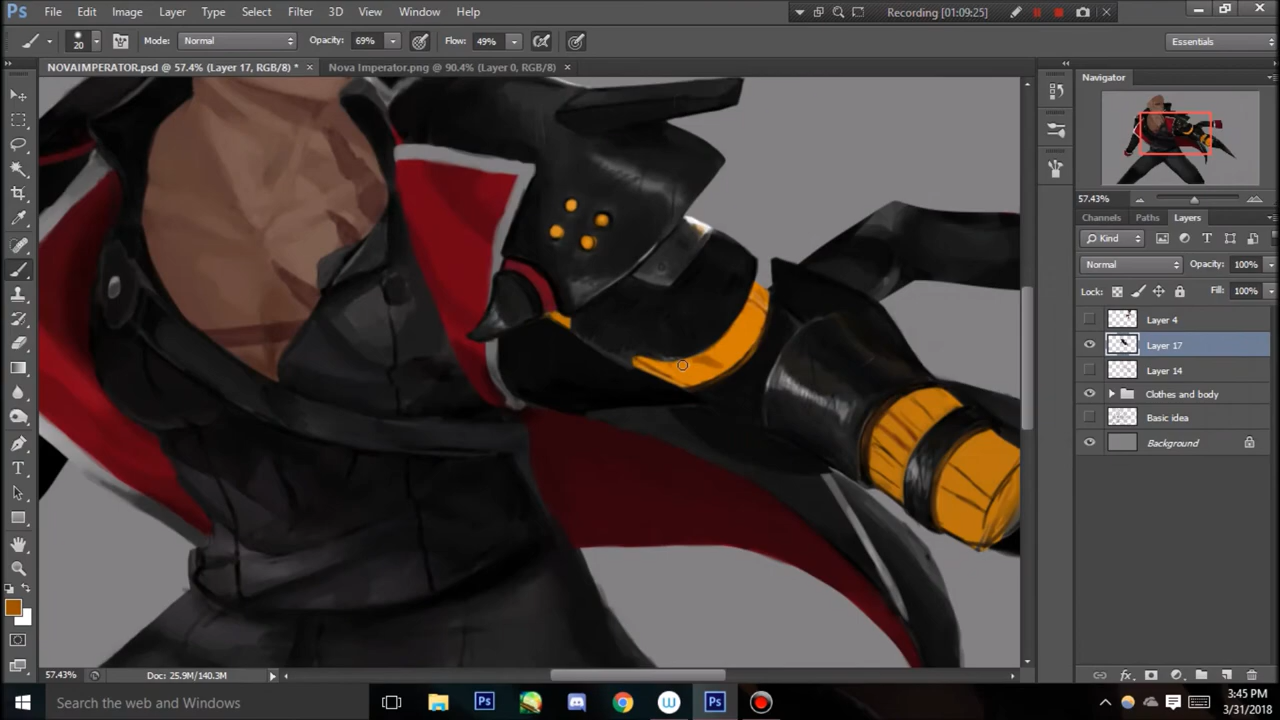 Ps File Edit Image Layer Type Select Filter 3D View Window Help
Recording [01:09:25]
20 Mode: Normal Opacity: 69% Flow: 49% Essentials
NOVAIMPERATOR.psd @ 57.4% (Layer 17, RGB/8) * × Nova Imperator.png @ 90.4% (Layer 0, RGB/8) ×
Navigator
57.43%
Channels Paths Layers
Kind
Normal Opacity: 100%
Lock: Fill: 100%
Layer 4
Layer 17
Layer 14
Clothes and body
Basic idea
Background
57.43% Doc: 25.9M/140.3M
fx
Search the web and Windows
Ps Ps
3:45 PM
3/31/2018